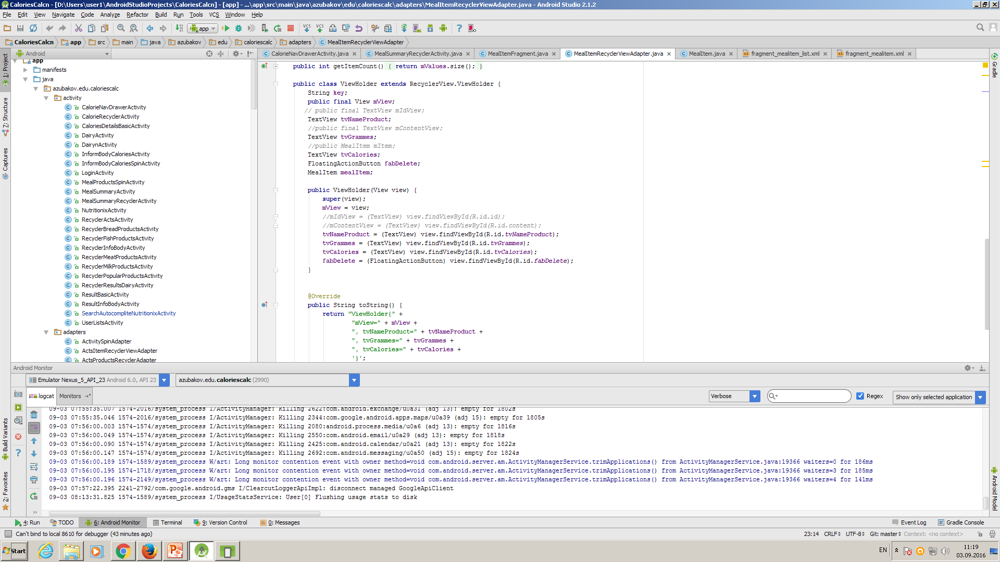 CaloriesCalcn - [D:\Users\user1\AndroidStudioProjects\CaloriesCalcn] - [app] - ...\app\src\main\java\azubakov\edu\caloriescalc\adapters\MealItemRecyclerViewAdapter.java - Android Studio 2.1.2
File Edit View Navigate Code Analyze Refactor Build Run Tools VCS Window Help
app
CaloriesCalcn app src main java azubakov edu caloriescalc adapters MealItemRecyclerViewAdapter
Android
CalorieNavDrawerActivity.java MealSummaryRecyclerActivity.java MealItemFragment.java MealItemRecyclerViewAdapter.java MealItem.java fragment_mealitem_list.xml fragment_mealitem.xml
1: Project
Z: Structure
Captures
Build Variants
2: Favorites
app
manifests
java
azubakov.edu.caloriescalc
activity
CalorieNavDrawerActivity
CalorieRecyclerActivity
CaloriesDetailsBasicActivity
DairyActivity
DairynActivity
InformBodyCaloriesActivity
InformBodyCaloriesSpinActivity
LoginActivity
MealProductsSpinActivity
MealSummaryActivity
MealSummaryRecyclerActivity
NutritionixActivity
RecyclerActsActivity
RecyclerBreadProductsActivity
RecyclerFishProductsActivity
RecyclerInfoBodyActivity
RecyclerMeatProductsActivity
RecyclerMilkProductsActivity
RecyclerPopularProductsActivity
RecyclerResultsDairyActivity
ResultBasicActivity
ResultInfoBodyActivity
SearchAutocompliteNutritionixActivity
UserListsActivity
adapters
ActivitySpinAdapter
ActsItemRecyclerViewAdapter
ActsProductsRecyclerAdapter
public int getItemCount() { return mValues.size(); }
public class ViewHolder extends RecyclerView.ViewHolder {
String key;
public final View mView;
// public final TextView mIdView;
TextView tvNameProduct;
//public final TextView mContentView;
TextView tvGrammes;
//public MealItem mItem;
TextView tvCalories;
FloatingActionButton fabDelete;
MealItem mealItem;
public ViewHolder(View view) {
super(view);
mView = view;
//mIdView = (TextView) view.findViewById(R.id.id);
//mContentView = (TextView) view.findViewById(R.id.content);
tvNameProduct = (TextView) view.findViewById(R.id.tvNameProduct);
tvGrammes = (TextView) view.findViewById(R.id.tvGrammes);
tvCalories = (TextView) view.findViewById(R.id.tvCalories);
fabDelete = (FloatingActionButton) view.findViewById(R.id.fabDelete);
}
@Override
public String toString() {
return "ViewHolder{" +
"mView=" + mView +
", tvNameProduct=" + tvNameProduct +
", tvGrammes=" + tvGrammes +
", tvCalories=" + tvCalories +
'}';
Gradle
Android Model
Android Monitor
Emulator Nexus_5_API_23 Android 6.0, API 23 azubakov.edu.caloriescalc (2990)
logcat Monitors Verbose Regex Show only selected application
09-03 07:55:35.007 1574-2016/system_process I/ActivityManager: Killing 2622:com.android.exchange/u0a31 (adj 13): empty for 1802s
09-03 07:55:35.046 1574-2016/system_process I/ActivityManager: Killing 2344:com.google.android.apps.maps/u0a39 (adj 15): empty for 1805s
09-03 07:56:00.003 1574-1574/system_process I/ActivityManager: Killing 2080:android.process.media/u0a6 (adj 13): empty for 1816s
09-03 07:56:00.049 1574-1574/system_process I/ActivityManager: Killing 2550:com.android.email/u0a29 (adj 13): empty for 1818s
09-03 07:56:00.090 1574-1574/system_process I/ActivityManager: Killing 2425:com.android.calendar/u0a21 (adj 13): empty for 1822s
09-03 07:56:00.147 1574-1574/system_process I/ActivityManager: Killing 2692:com.android.messaging/u0a50 (adj 15): empty for 1824s
09-03 07:56:00.189 1574-1589/system_process W/art: Long monitor contention event with owner method=void com.android.server.am.ActivityManagerService.trimApplications() from ActivityManagerService.java:19366 waiters=0 for 186ms
09-03 07:56:00.195 1574-1718/system_process W/art: Long monitor contention event with owner method=void com.android.server.am.ActivityManagerService.trimApplications() from ActivityManagerService.java:19366 waiters=3 for 185ms
09-03 07:56:00.196 1574-2149/system_process W/art: Long monitor contention event with owner method=void com.android.server.am.ActivityManagerService.trimApplications() from ActivityManagerService.java:19366 waiters=4 for 141ms
09-03 07:57:22.395 2241-2792/com.google.android.gms I/ClearcutLoggerApiImpl: disconnect managed GoogleApiClient
09-03 08:13:31.825 1574-1589/system_process I/UsageStatsService: User[0] Flushing usage stats to disk
4: Run TODO 6: Android Monitor Terminal 9: Version Control 0: Messages Event Log Gradle Console
Can't bind to local 8610 for debugger (43 minutes ago) 23:14 CRLF UTF-8 Git: master Context: <no context>
Start EN 11:19
03.09.2016